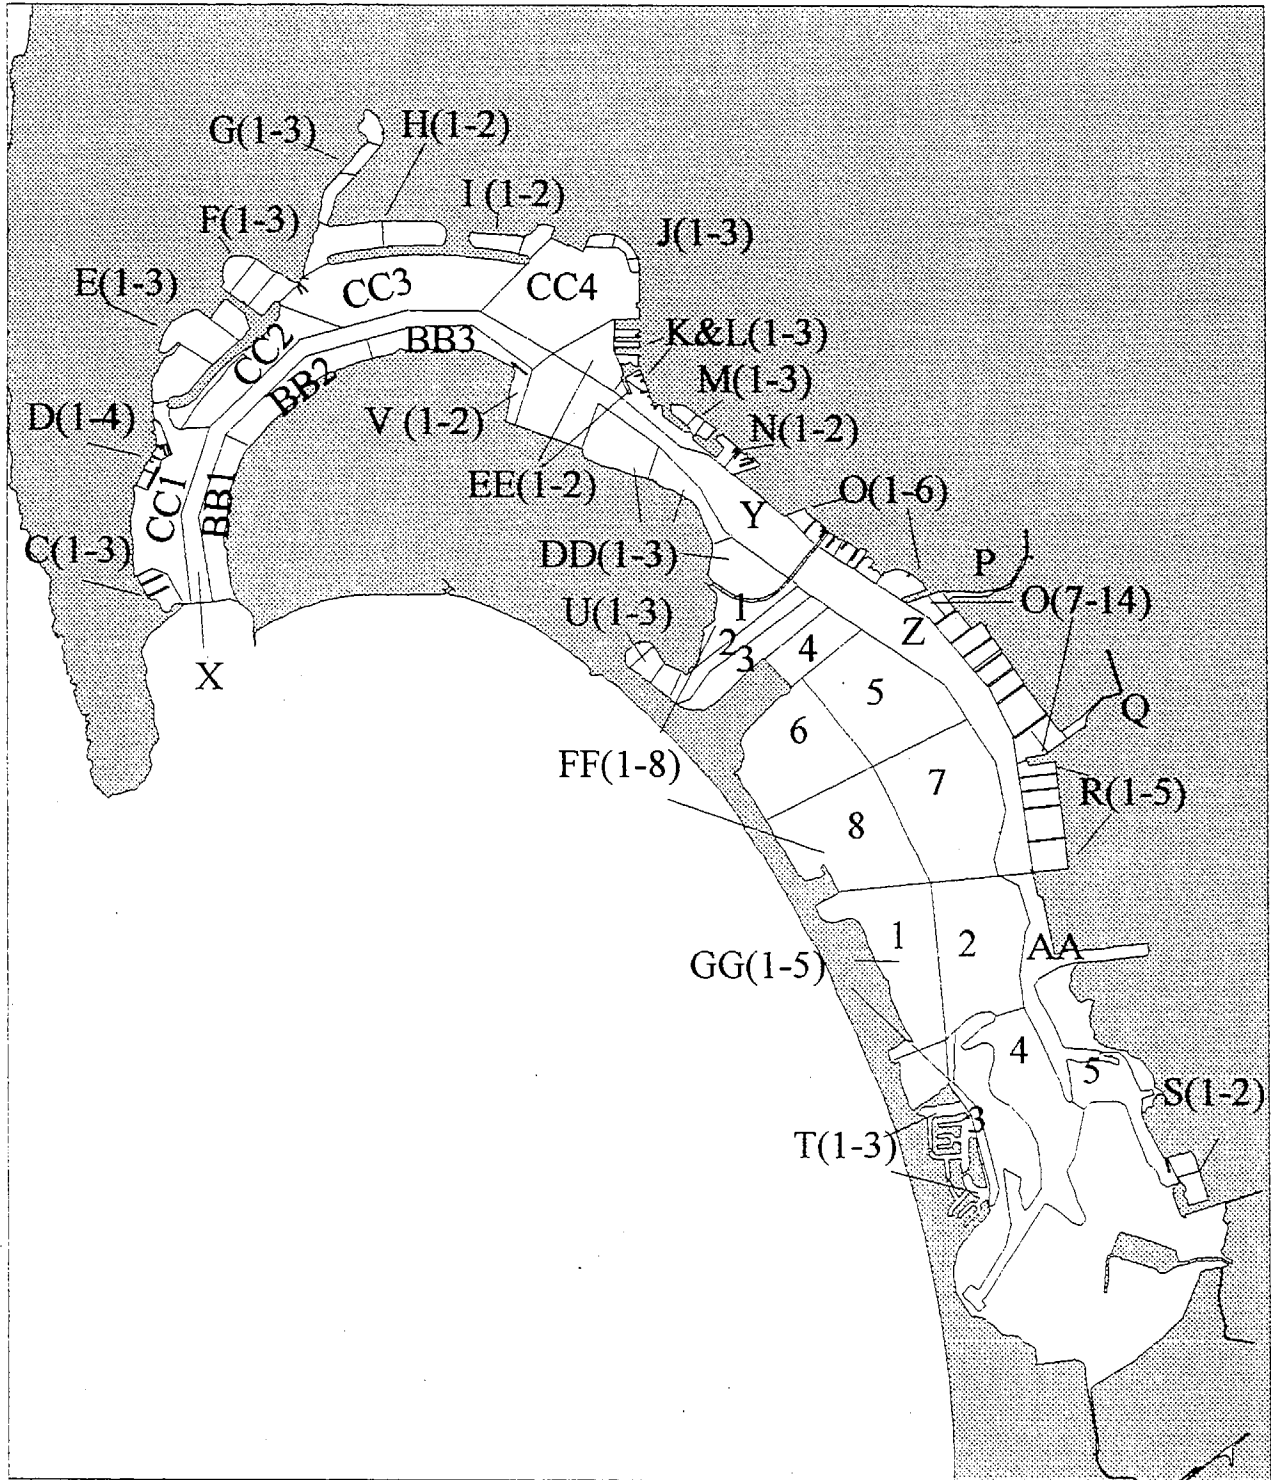 G(1-3)
H(1-2)
I (1-2)
F(1-3)
J(1-3)
E(1-3)
CC3
CC4
K&L(1-3)
BB3
CC2
BB2
M(1-3)
D(1-4)
V (1-2)
N(1-2)
EE(1-2)
O(1-6)
CC1
BB1
Y
C(1-3)
DD(1-3)
P
O(7-14)
U(1-3)
1
2
3
4
Z
X
5
6
Q
FF(1-8)
7
R(1-5)
8
1
2
AA
GG(1-5)
4
5
S(1-2)
3
T(1-3)